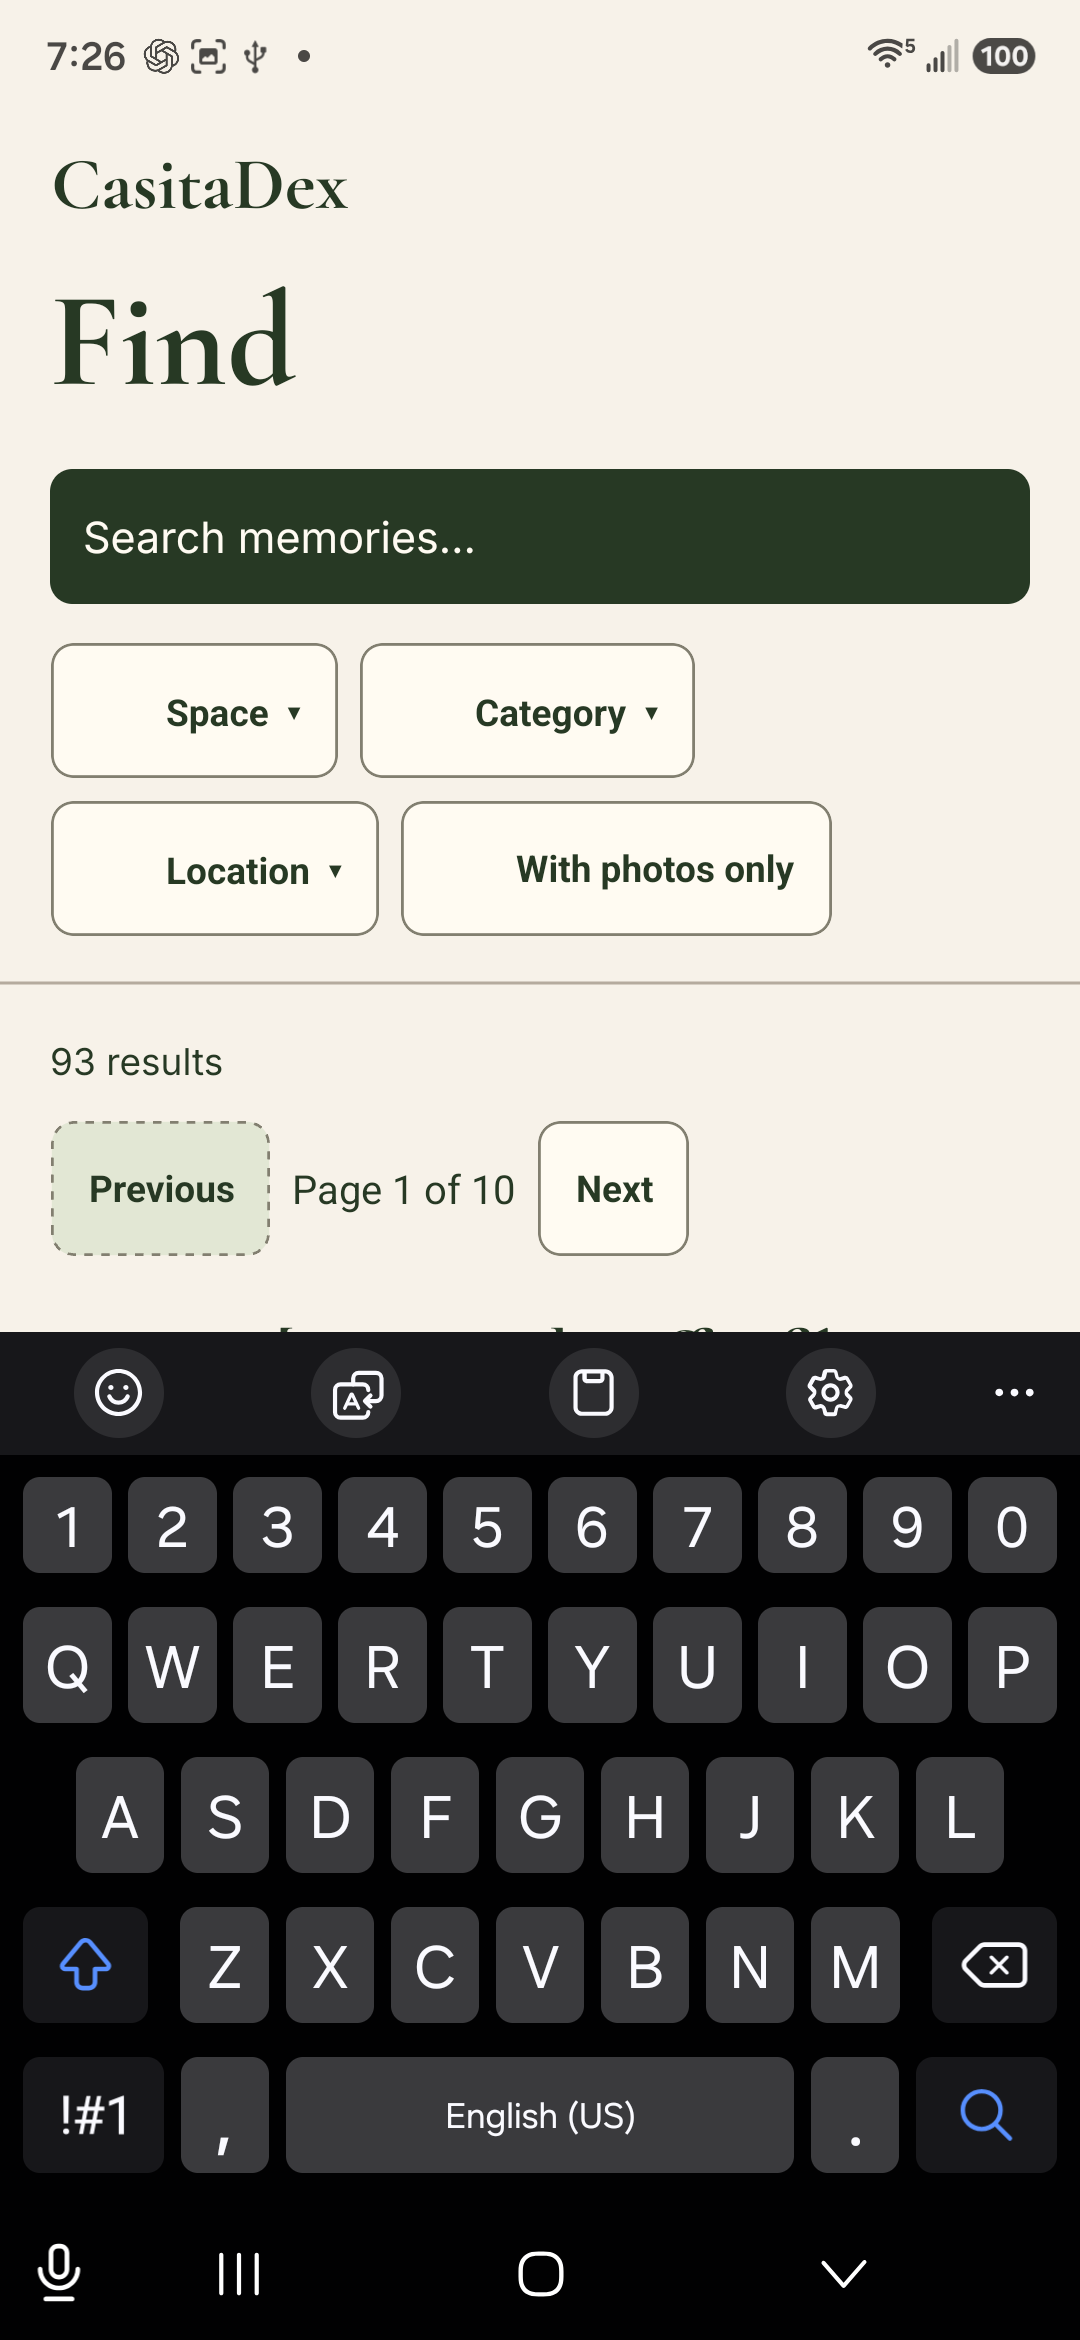 7:26
5
100
CasitaDex
Find
Search memories...
Space ▼ Category ▼
Location ▼ With photos only
93 results
Previous Page 1 of 10 Next
1 2 3 4 5 6 7 8 9 0
Q W E R T Y U I O P
A S D F G H J K L
Z X C V B N M
!#1 , English (US) .